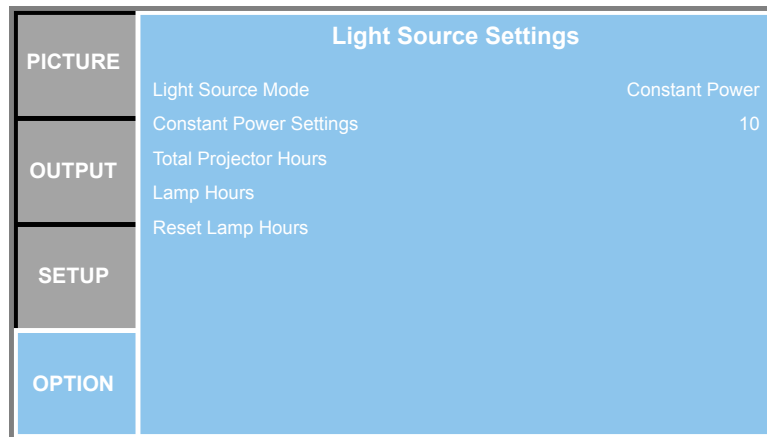 PICTURE
OUTPUT
SETUP
OPTION
Light Source Settings
Light Source Mode Constant Power
Constant Power Settings 10
Total Projector Hours
Lamp Hours
Reset Lamp Hours